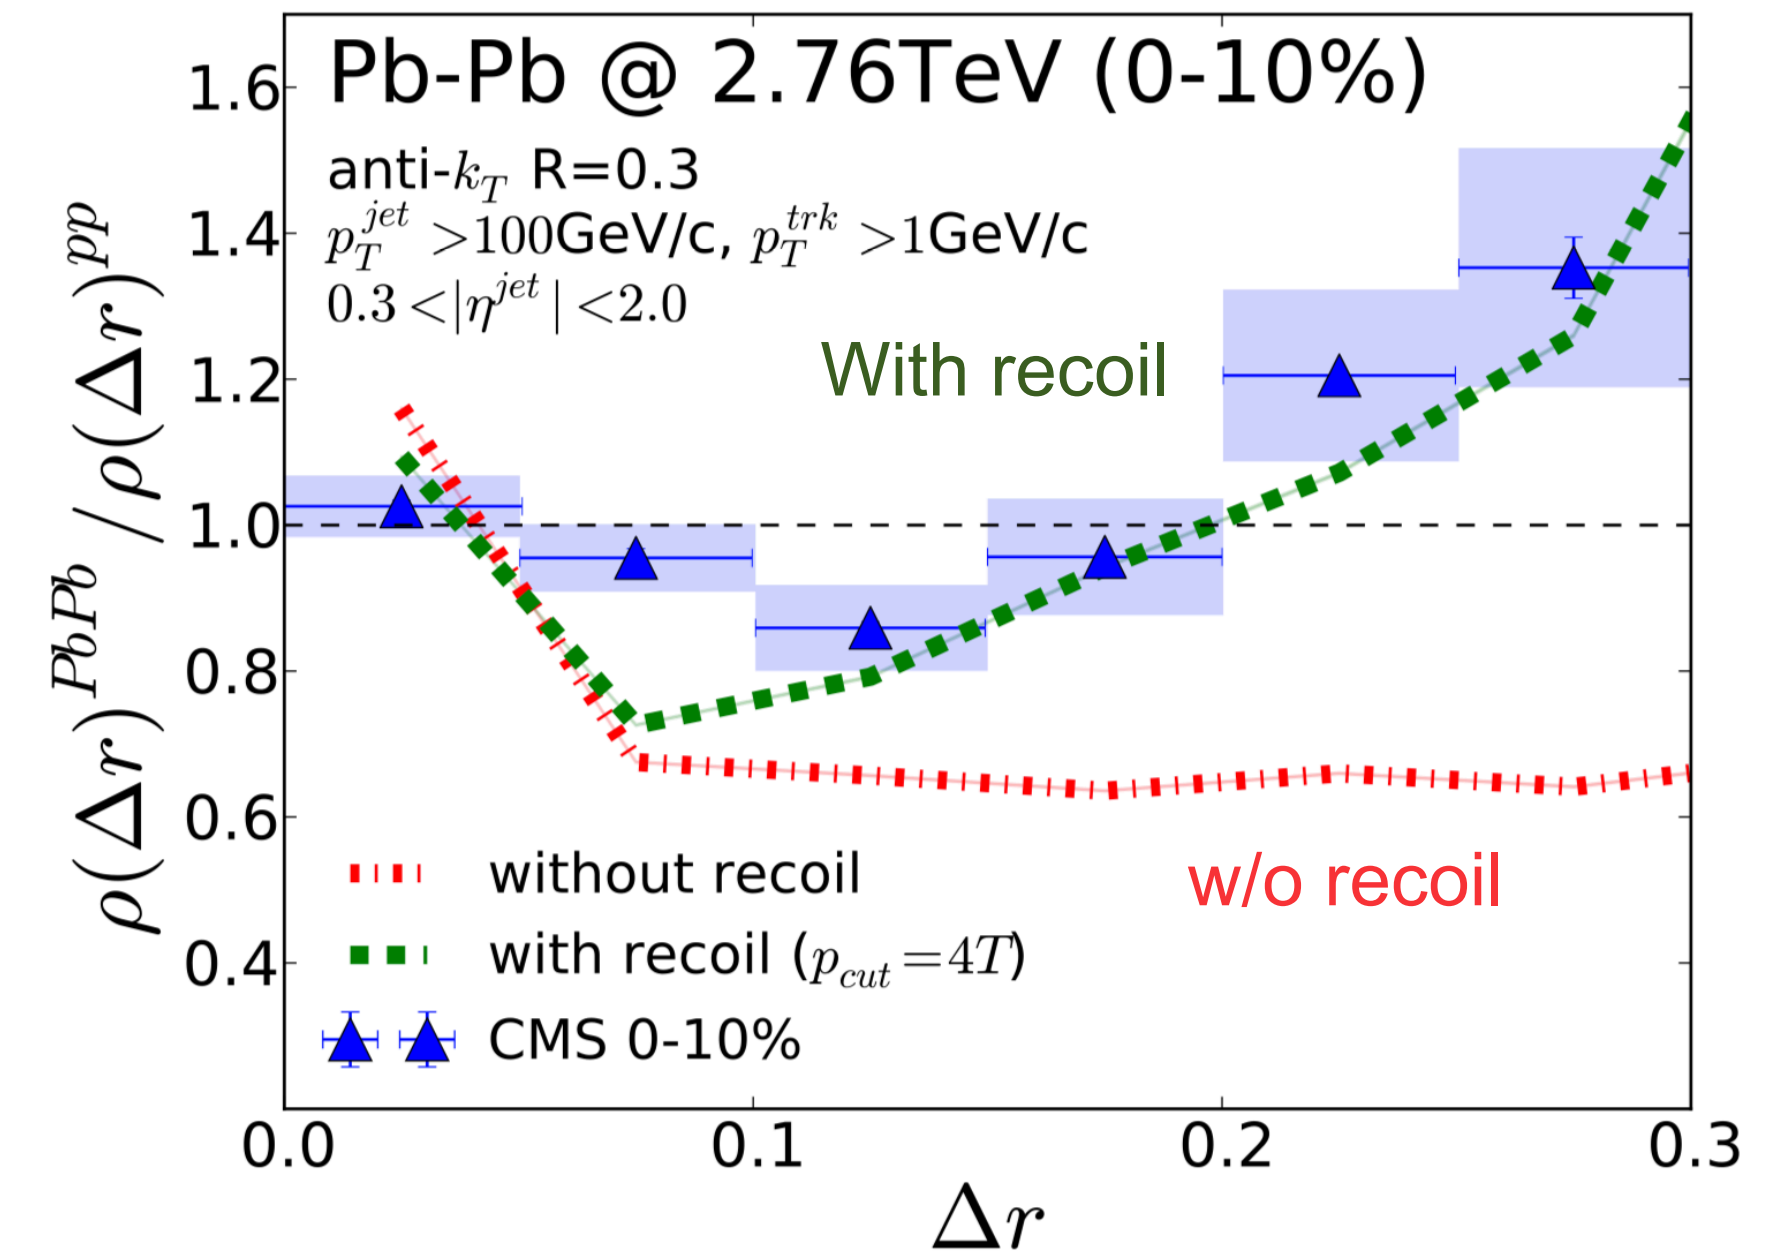 Pb-Pb @ 2.76TeV (0-10%)
anti-k_T R=0.3
p_T^{jet} >100GeV/c, p_T^{trk} >1GeV/c
0.3<|η^{jet}|<2.0
With recoil
w/o recoil
without recoil
with recoil (p_{cut}=4T)
CMS 0-10%
ρ(Δr)^{PbPb}/ρ(Δr)^{pp}
1.6
1.4
1.2
1.0
0.8
0.6
0.4
0.0 0.1 0.2 0.3
Δr